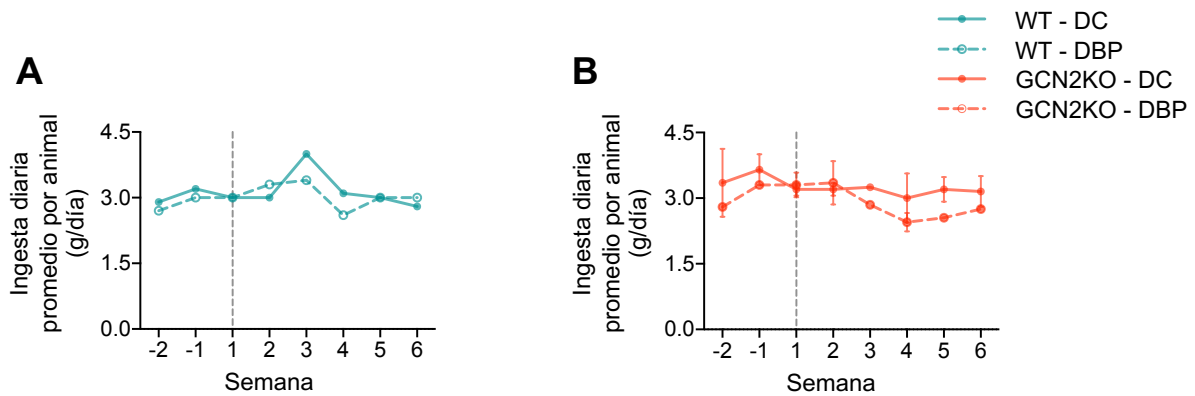 WT - DC
WT - DBP
GCN2KO - DC
GCN2KO - DBP
A
Ingesta diaria
promedio por animal
(g/día)
4.5
3.0
1.5
0.0
-2 -1 1 2 3 4 5 6
Semana
B
Ingesta diaria
promedio por animal
(g/día)
4.5
3.0
1.5
0.0
-2 -1 1 2 3 4 5 6
Semana